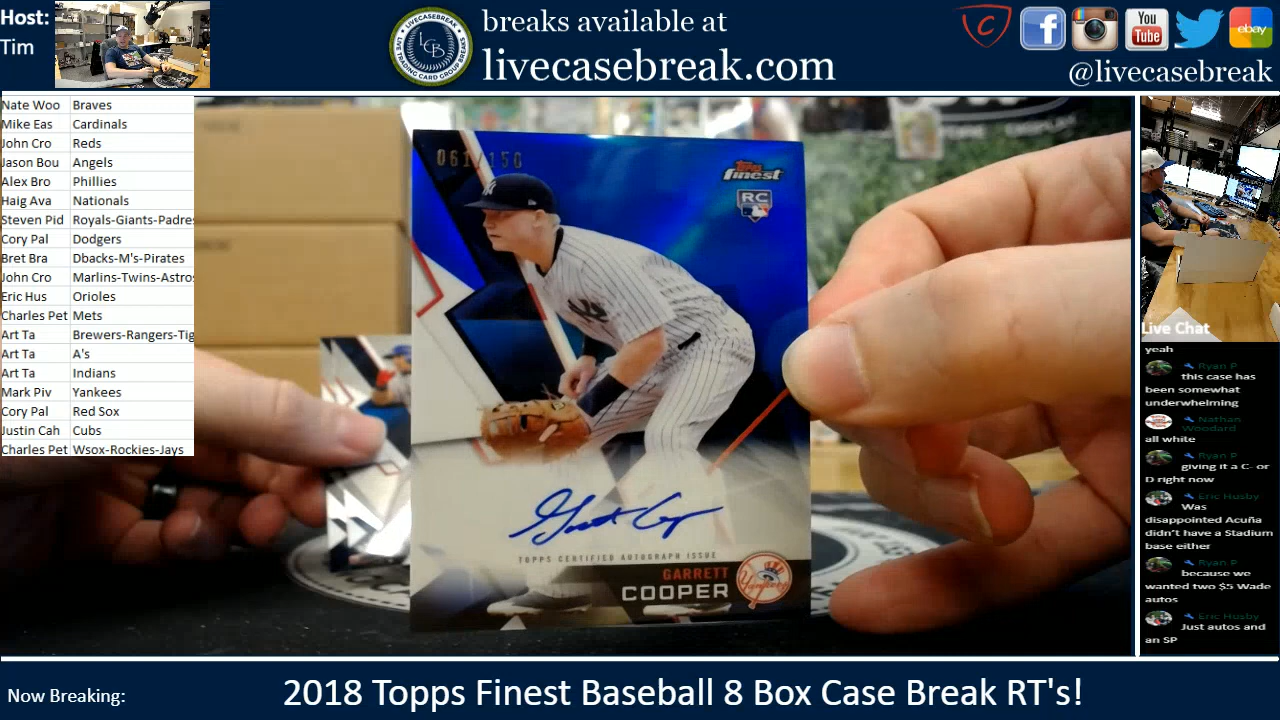 Host:
Tim
breaks available at
livecasebreak.com
LCB
You
Tube
ebay
@livecasebreak
Nate Woo Braves
Mike Eas Cardinals
John Cro Reds
Jason Bou Angels
Alex Bro Phillies
Haig Ava Nationals
Steven Pid Royals-Giants-Padres
Cory Pal Dodgers
Bret Bra Dbacks-M's-Pirates
John Cro Marlins-Twins-Astro
Eric Hus Orioles
Charles Pet Mets
Art Ta Brewers-Rangers-Tig
Art Ta A's
Art Ta Indians
Mark Piv Yankees
Cory Pal Red Sox
Justin Cah Cubs
Charles Pet Wsox-Rockies-Jays
061/150
Topps
finest
RC
TOPPS CERTIFIED AUTOGRAPH ISSUE
GARRETT
COOPER
Yankees
Live Chat
yeah
Ryan P
this case has
been somewhat
underwhelming
Nathan
Woodard
all white
Ryan P
giving it a C- or
D right now
Eric Husby
Was
disappointed Acuña
didn't have a Stadium
base either
Ryan P
because we
wanted two $5 Wade
autos
Eric Husby
Just autos and
an SP
Now Breaking:
2018 Topps Finest Baseball 8 Box Case Break RT's!